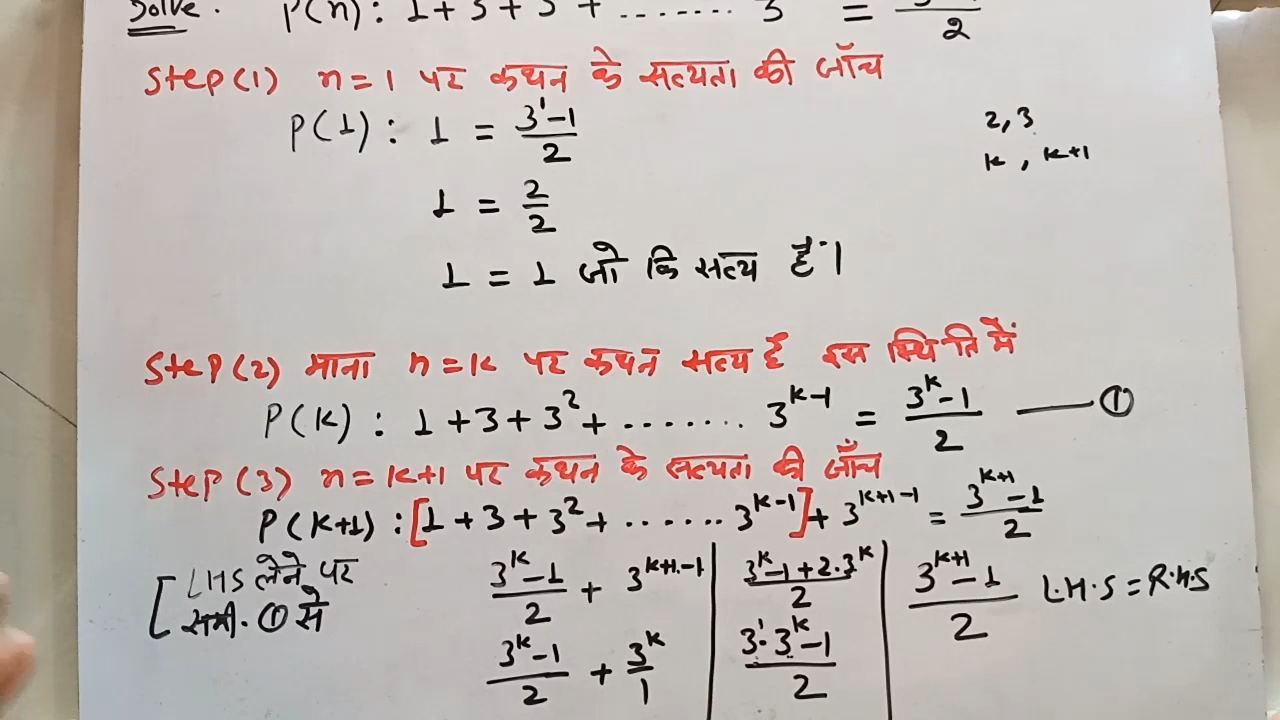 Solve. P(n): 1+3+3 + ....... 3 = 2
Step(1) n=1 पर कथन के सत्यता की जाँच
P(1): 1 = 3¹-1/2
2, 3
k, k+1
1 = 2/2
1 = 1 जो कि सत्य है।
Step(2) माना n=k पर कथन सत्य है इस स्थिति में
P(k): 1+3+3²+....... 3^(k-1) = (3^k-1)/2 —— ①
Step(3) n=k+1 पर कथन के सत्यता की जाँच
P(k+1): [1+3+3²+...... 3^(k-1)]+3^(k+1-1) = (3^(k+1)-1)/2
[LHS लेने पर
समी. ① से
(3^k-1)/2 + 3^(k+1-1)
(3^k-1)/2 + 3^k/1
(3^k-1+2·3^k)/2
(3¹·3^k-1)/2
(3^(k+1)-1)/2 L.H.S=R.H.S